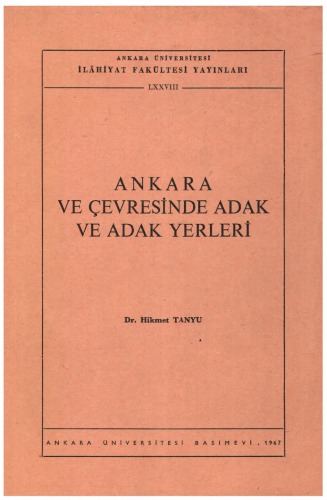 ANKARA ÜNİVERSİTESİ
İLÂHİYAT FAKÜLTESİ YAYINLARI
LXXVIII
ANKARA
VE ÇEVRESİNDE ADAK
VE ADAK YERLERİ
Dr. Hikmet TANYU
ANKARA ÜNİVERSİTESİ BASIMEVİ., 1967